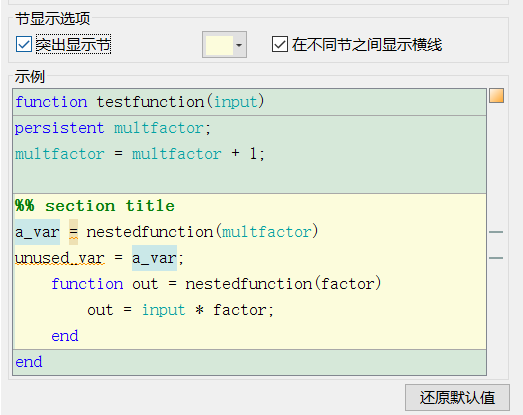 节显示选项
突出显示节
在不同节之间显示横线
示例
function testfunction(input)
persistent multfactor;
multfactor = multfactor + 1;
%% section title
a_var = nestedfunction(multfactor)
unused_var = a_var;
function out = nestedfunction(factor)
out = input * factor;
end
end
还原默认值